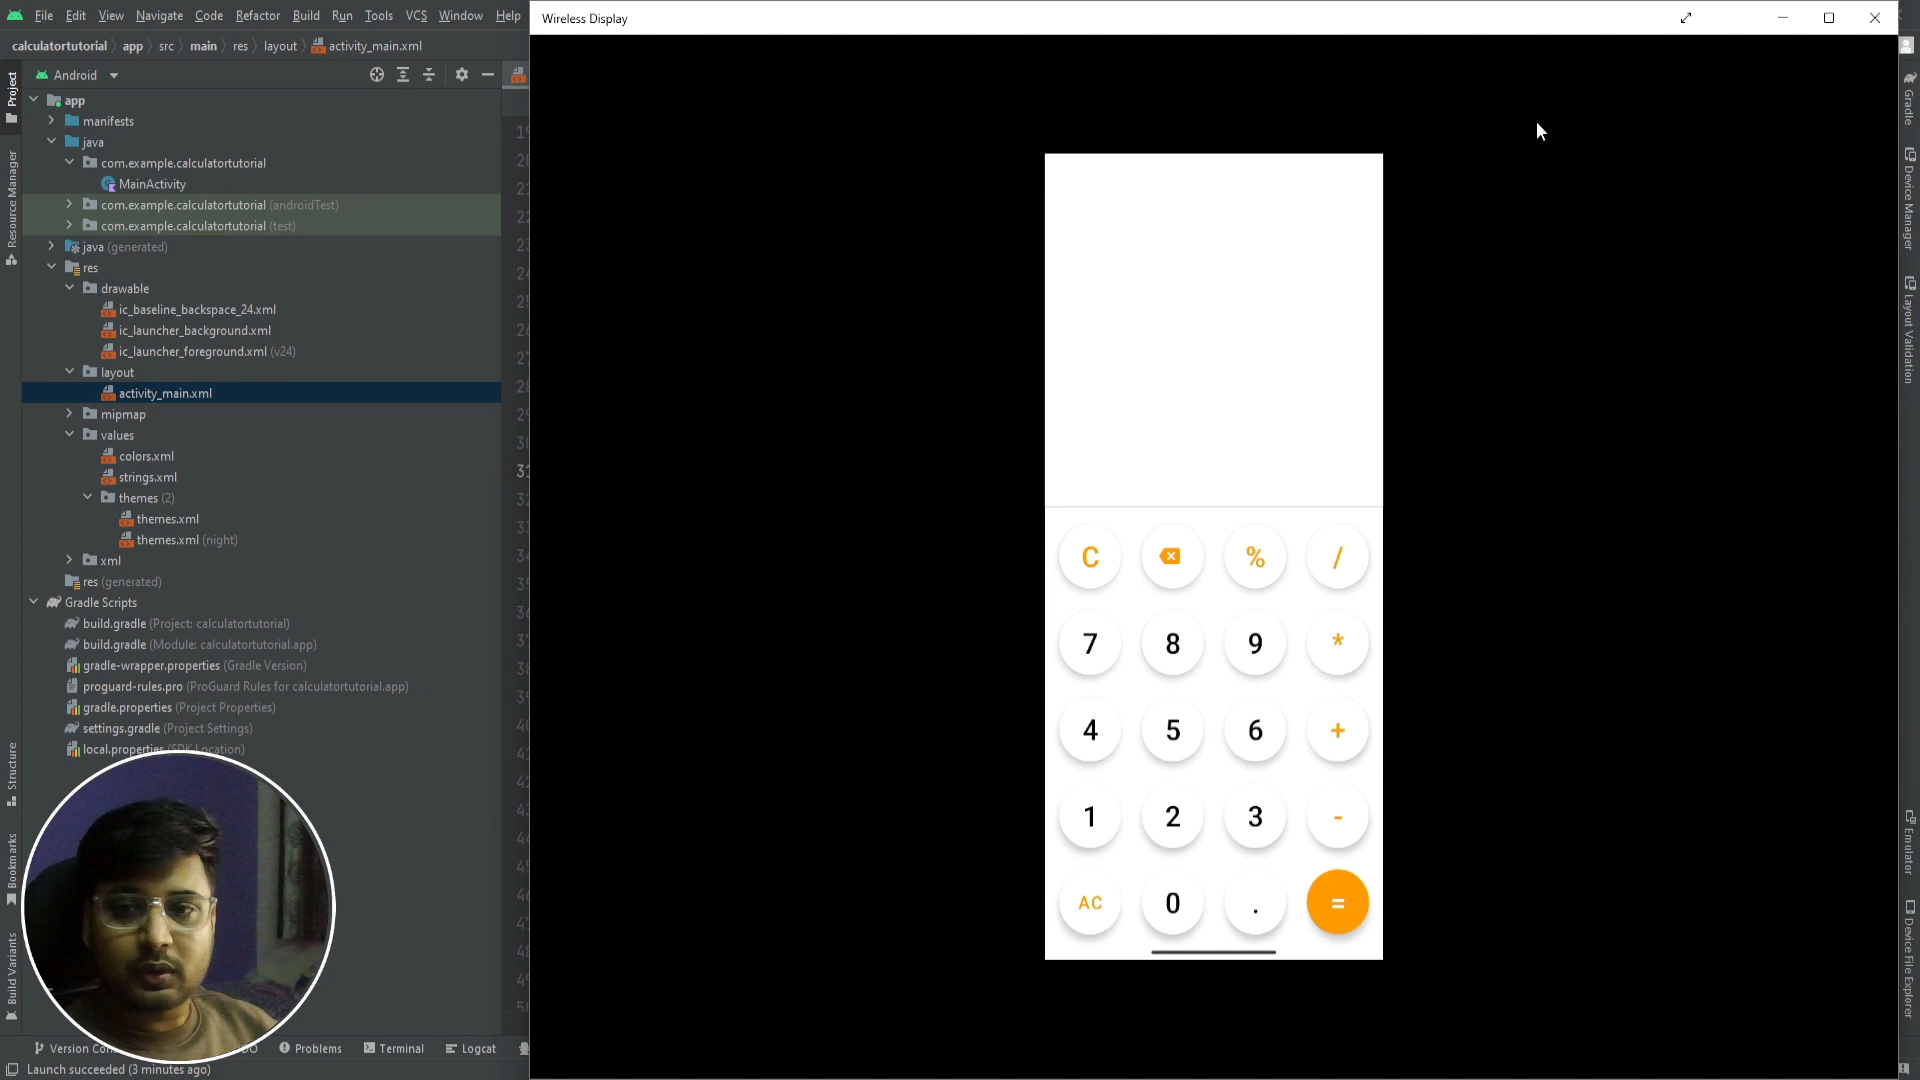 File Edit View Navigate Code Refactor Build Run Tools VCS Window Help
Wireless Display
calculatortutorial app src main res layout activity_main.xml
Android
app
manifests
java
com.example.calculatortutorial
MainActivity
com.example.calculatortutorial (androidTest)
com.example.calculatortutorial (test)
java (generated)
res
drawable
ic_baseline_backspace_24.xml
ic_launcher_background.xml
ic_launcher_foreground.xml (v24)
layout
activity_main.xml
mipmap
values
colors.xml
strings.xml
themes (2)
themes.xml
themes.xml (night)
xml
res (generated)
Gradle Scripts
build.gradle (Project: calculatortutorial)
build.gradle (Module: calculatortutorial.app)
gradle-wrapper.properties (Gradle Version)
proguard-rules.pro (ProGuard Rules for calculatortutorial.app)
gradle.properties (Project Properties)
settings.gradle (Project Settings)
local.properties (SDK Location)
Project
Resource Manager
Structure
Bookmarks
Build Variants
C % /
7 8 9 *
4 5 6 +
1 2 3 -
AC 0 . =
Gradle
Device Manager
Layout Validation
Emulator
Device File Explorer
Problems Terminal Logcat
Launch succeeded (3 minutes ago)